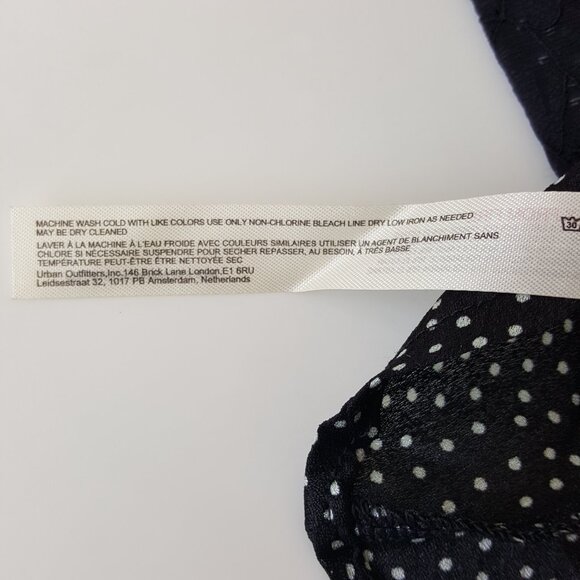 MACHINE WASH COLD WITH LIKE COLORS USE ONLY NON-CHLORINE BLEACH LINE DRY LOW IRON AS NEEDED
MAY BE DRY CLEANED
LAVER À LA MACHINE À L'EAU FROIDE AVEC COULEURS SIMILAIRES UTILISER UN AGENT DE BLANCHIMENT SANS
CHLORE SI NÉCESSAIRE SUSPENDRE POUR SECHER REPASSER, AU BESOIN, À TRÉS BASSE
TEMPÉRATURE PEUT-ÊTRE ÊTRE NETTOYÉE SEC
Urban Outfitters,Inc.146 Brick Lane London,E1 6RU
Leidsestraat 32, 1017 PB Amsterdam, Netherlands
30